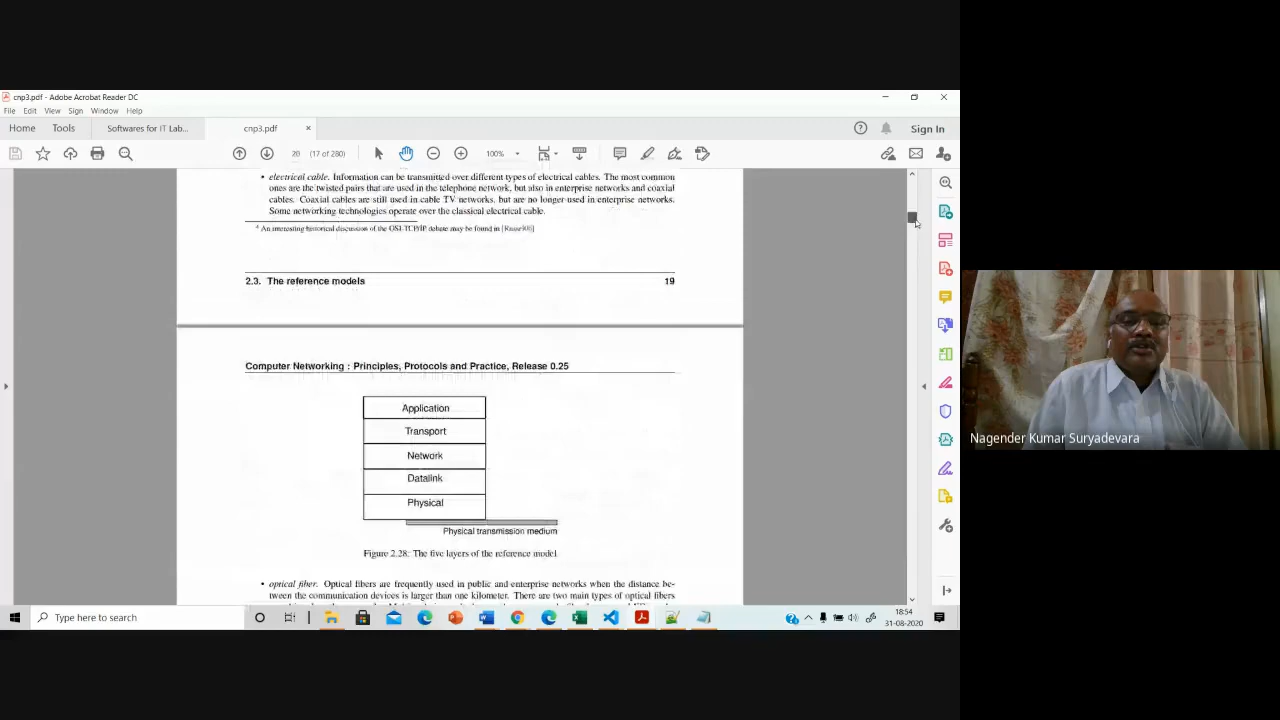 cnp3.pdf - Adobe Acrobat Reader DC
File Edit View Sign Window Help
Home Tools Softwares for IT Lab... cnp3.pdf × Sign In
20 (17 of 280) 100%
• electrical cable. Information can be transmitted over different types of electrical cables. The most common
ones are the twisted pairs that are used in the telephone network, but also in enterprise networks and coaxial
cables. Coaxial cables are still used in cable TV networks, but are no longer used in enterprise networks.
Some networking technologies operate over the classical electrical cable.
4 An interesting historical discussion of the OSI-TCP/IP debate may be found in
2.3. The reference models 19
Computer Networking : Principles, Protocols and Practice, Release 0.25
Application
Transport
Network
Datalink
Physical
Physical transmission medium
Figure 2.28: The five layers of the reference model
• optical fiber. Optical fibers are frequently used in public and enterprise networks when the distance be-
tween the communication devices is larger than one kilometer. There are two main types of optical fibers
Nagender Kumar Suryadevara
Type here to search
18:54
31-08-2020